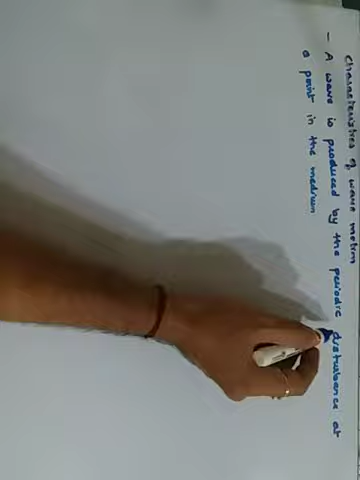 Characteristics of wave motion
- A wave is produced by the periodic disturbance at
a point in the medium